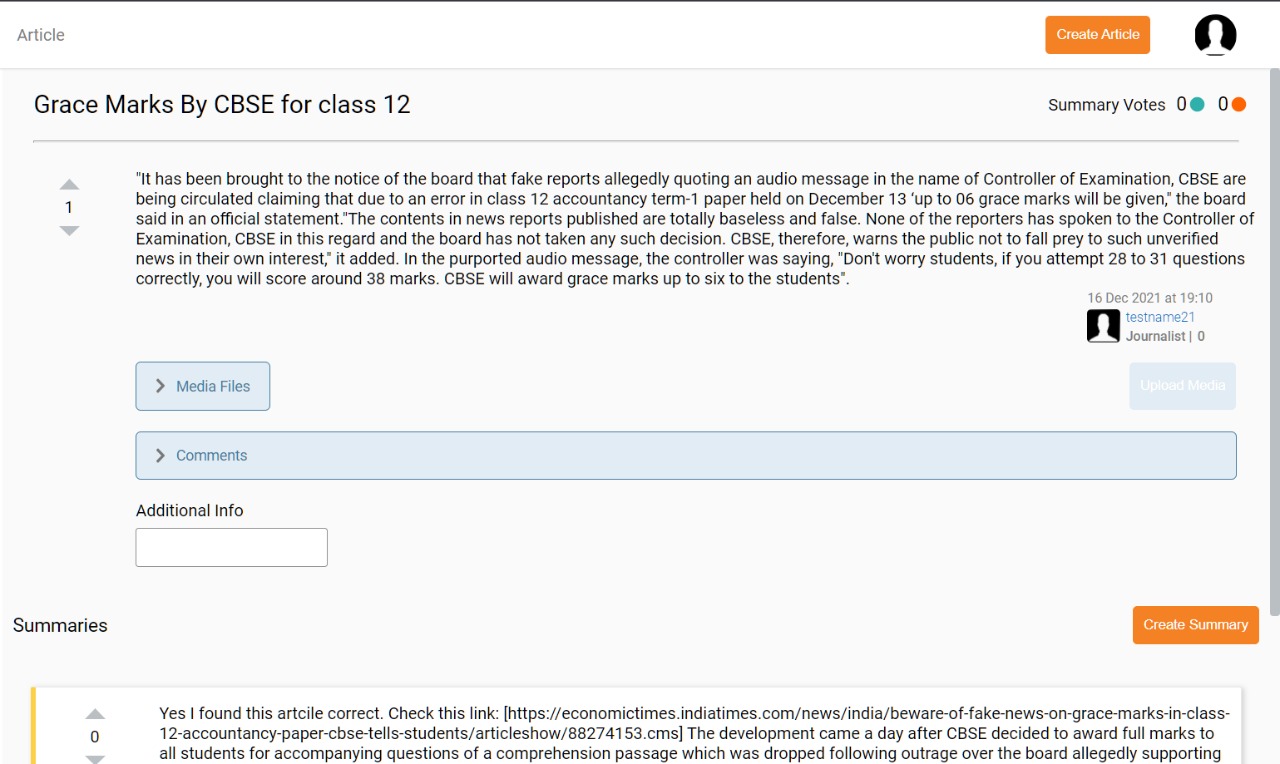 Article
Create Article
Grace Marks By CBSE for class 12
Summary Votes 0 0
1
"It has been brought to the notice of the board that fake reports allegedly quoting an audio message in the name of Controller of Examination, CBSE are
being circulated claiming that due to an error in class 12 accountancy term-1 paper held on December 13 ‘up to 06 grace marks will be given," the board
said in an official statement."The contents in news reports published are totally baseless and false. None of the reporters has spoken to the Controller of
Examination, CBSE in this regard and the board has not taken any such decision. CBSE, therefore, warns the public not to fall prey to such unverified
news in their own interest," it added. In the purported audio message, the controller was saying, "Don't worry students, if you attempt 28 to 31 questions
correctly, you will score around 38 marks. CBSE will award grace marks up to six to the students".
16 Dec 2021 at 19:10
testname21
Journalist | 0
Media Files
Upload Media
Comments
Additional Info
Summaries
Create Summary
0
Yes I found this artcile correct. Check this link: [https://economictimes.indiatimes.com/news/india/beware-of-fake-news-on-grace-marks-in-class-
12-accountancy-paper-cbse-tells-students/articleshow/88274153.cms] The development came a day after CBSE decided to award full marks to
all students for accompanying questions of a comprehension passage which was dropped following outrage over the board allegedly supporting